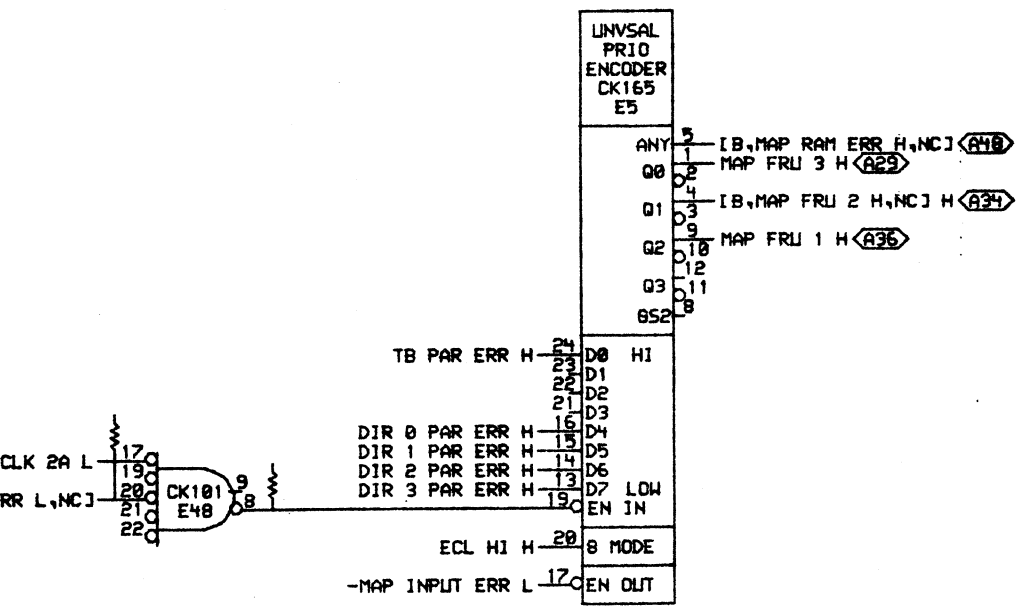 UNVSAL
PRIO
ENCODER
CK165
E5
ANY 5 [B,MAP RAM ERR H,NC] A48
Q0 1 MAP FRU 3 H A29
2
Q1 4 [B,MAP FRU 2 H,NC] H A34
3
Q2 9 MAP FRU 1 H A36
10
Q3 12
11
GS2 8
TB PAR ERR H 24 D0 HI
23 D1
22 D2
21 D3
DIR 0 PAR ERR H 16 D4
DIR 1 PAR ERR H 15 D5
DIR 2 PAR ERR H 14 D6
DIR 3 PAR ERR H 13 D7 LOW
19 EN IN
CLK 2A L 17
19
RR L,NC] 20
21
22
CK101
E48
9
8
ECL HI H 20 8 MODE
-MAP INPUT ERR L 17 EN OUT